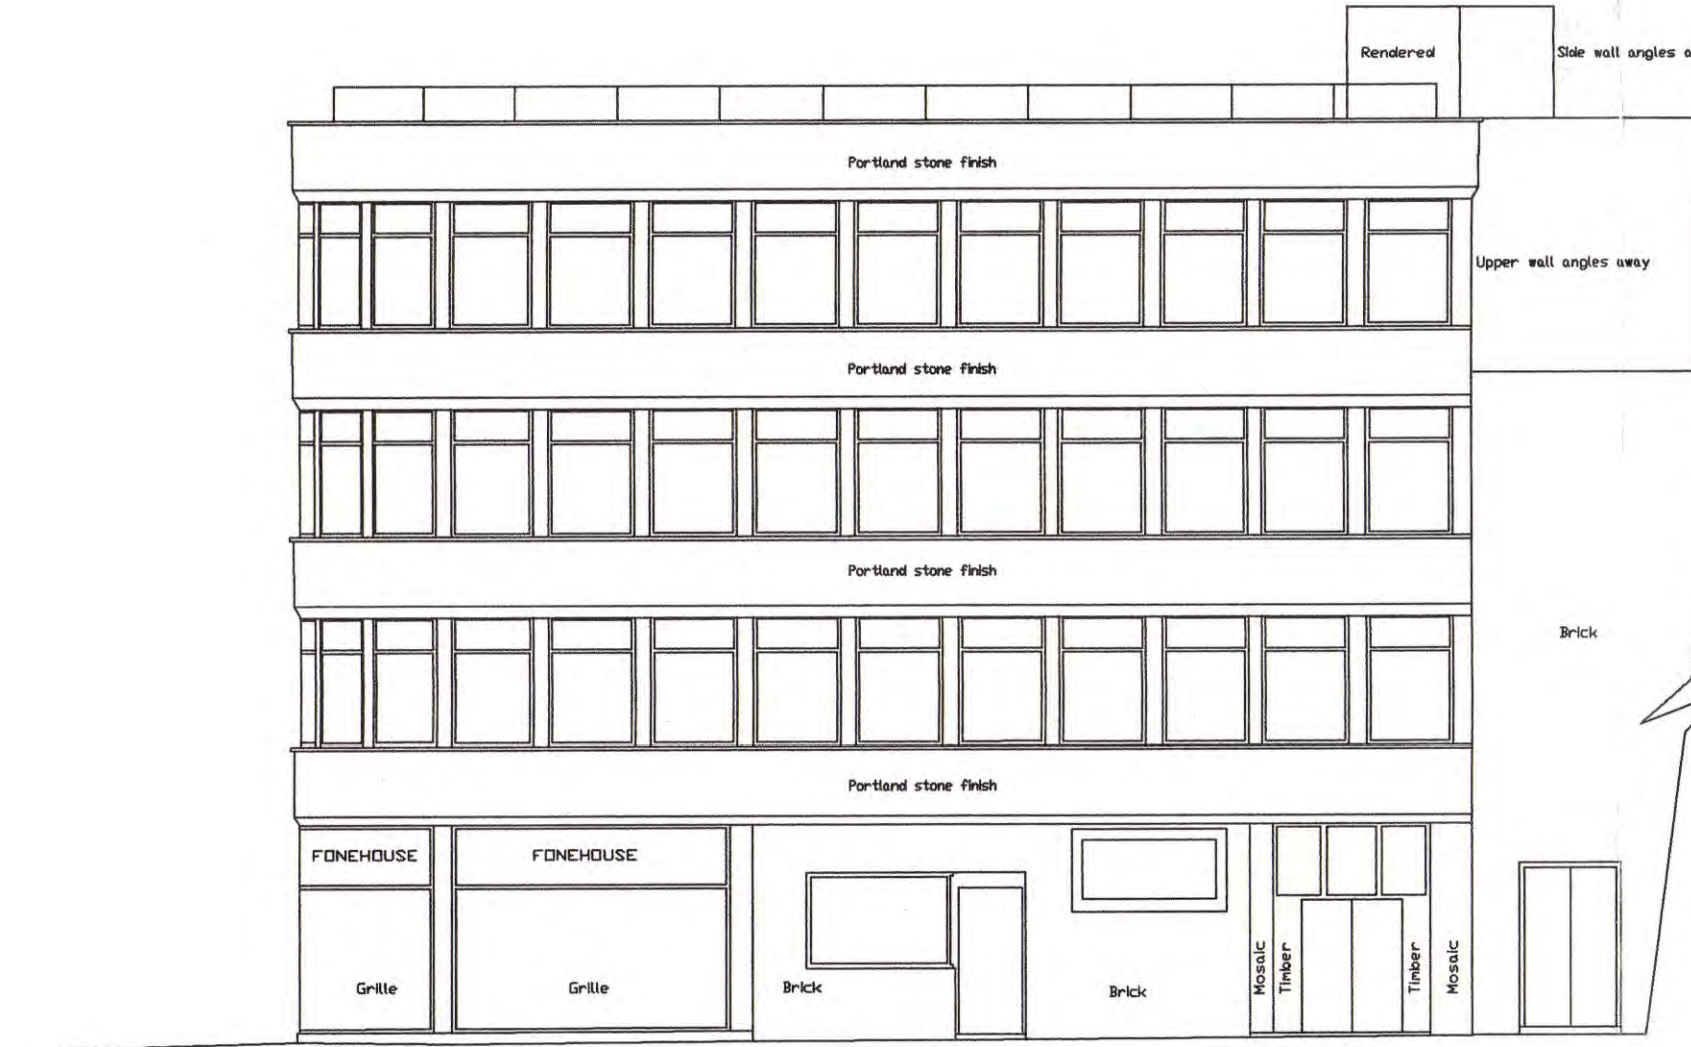 Rendered
Side wall angles a
Portland stone finish
Upper wall angles away
Portland stone finish
Portland stone finish
Brick
Portland stone finish
FONEHOUSE
FONEHOUSE
Grille
Grille
Brick
Brick
Mosaic
Timber
Timber
Mosaic